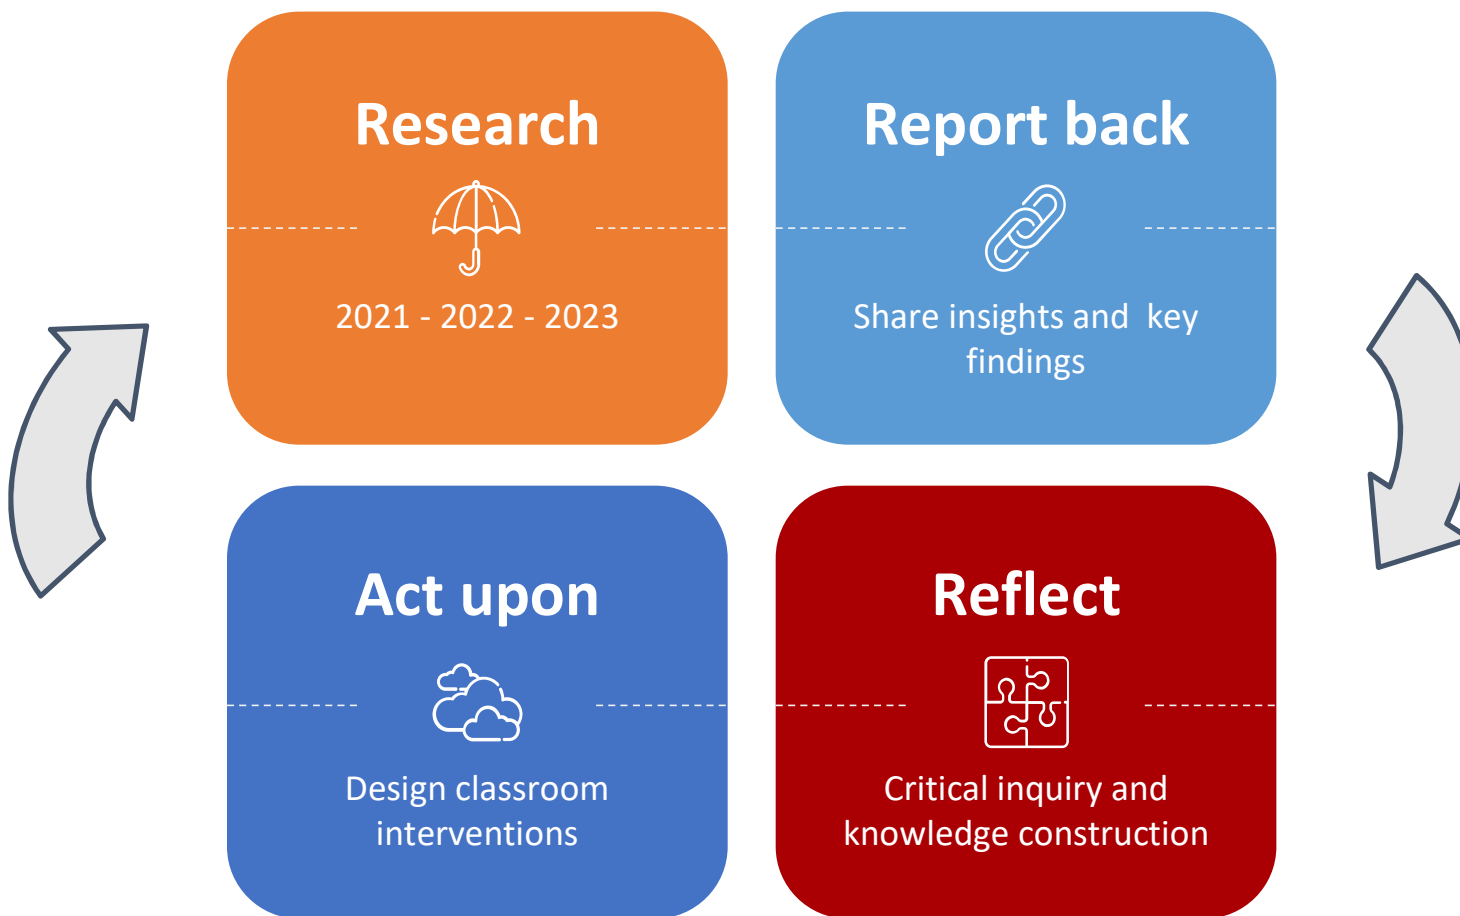 Research
2021 - 2022 - 2023
Report back
Share insights and  key
findings
Act upon
Design classroom
interventions
Reflect
Critical inquiry and
knowledge construction